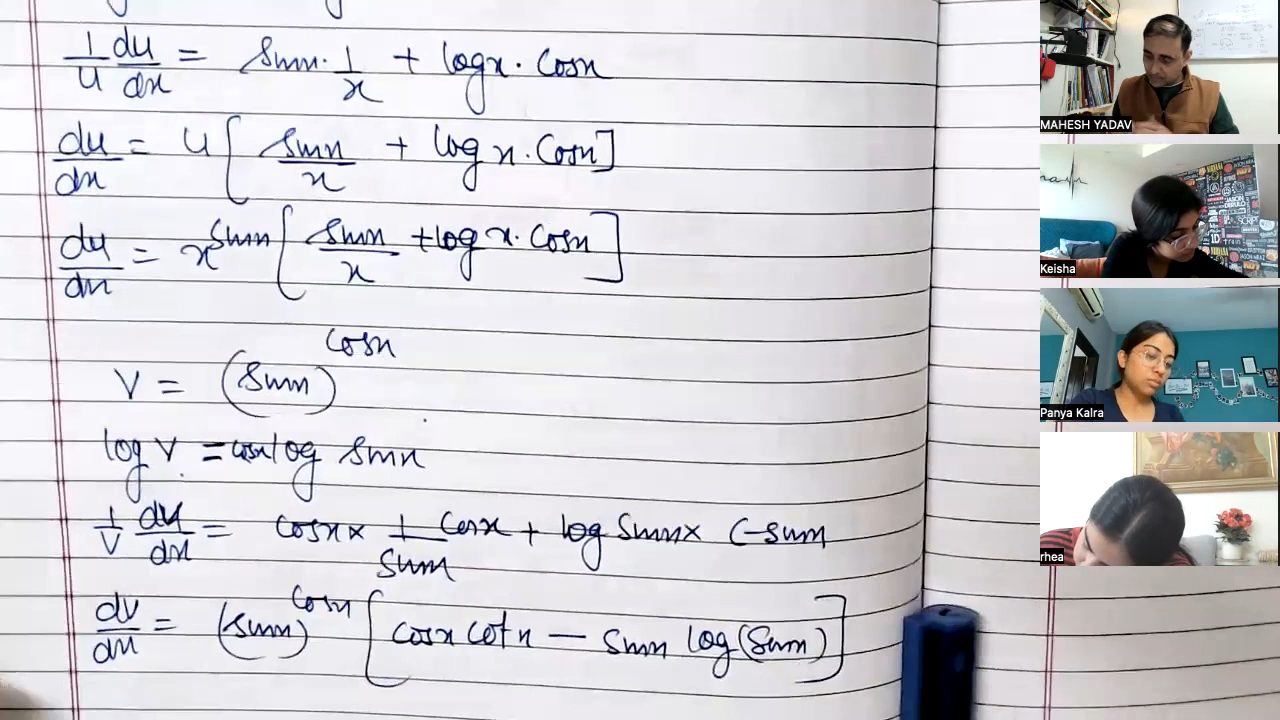 1/u du/dx = sinx · 1/x + logx · cosx
du/dx = u [ sinx/x + log x · cosx ]
du/dx = x^sinx [ sinx/x + log x · cosx ]
v = (sinx)^cosx
log v = cosx log sinx
1/v du/dx = cosx × 1/sinx cosx + log sinx × (-sinx
dv/dx = (sinx)^cosx [ cosx cot x - sinx log(sinx) ]
MAHESH YADAV
Keisha
Panya Kalra
rhea